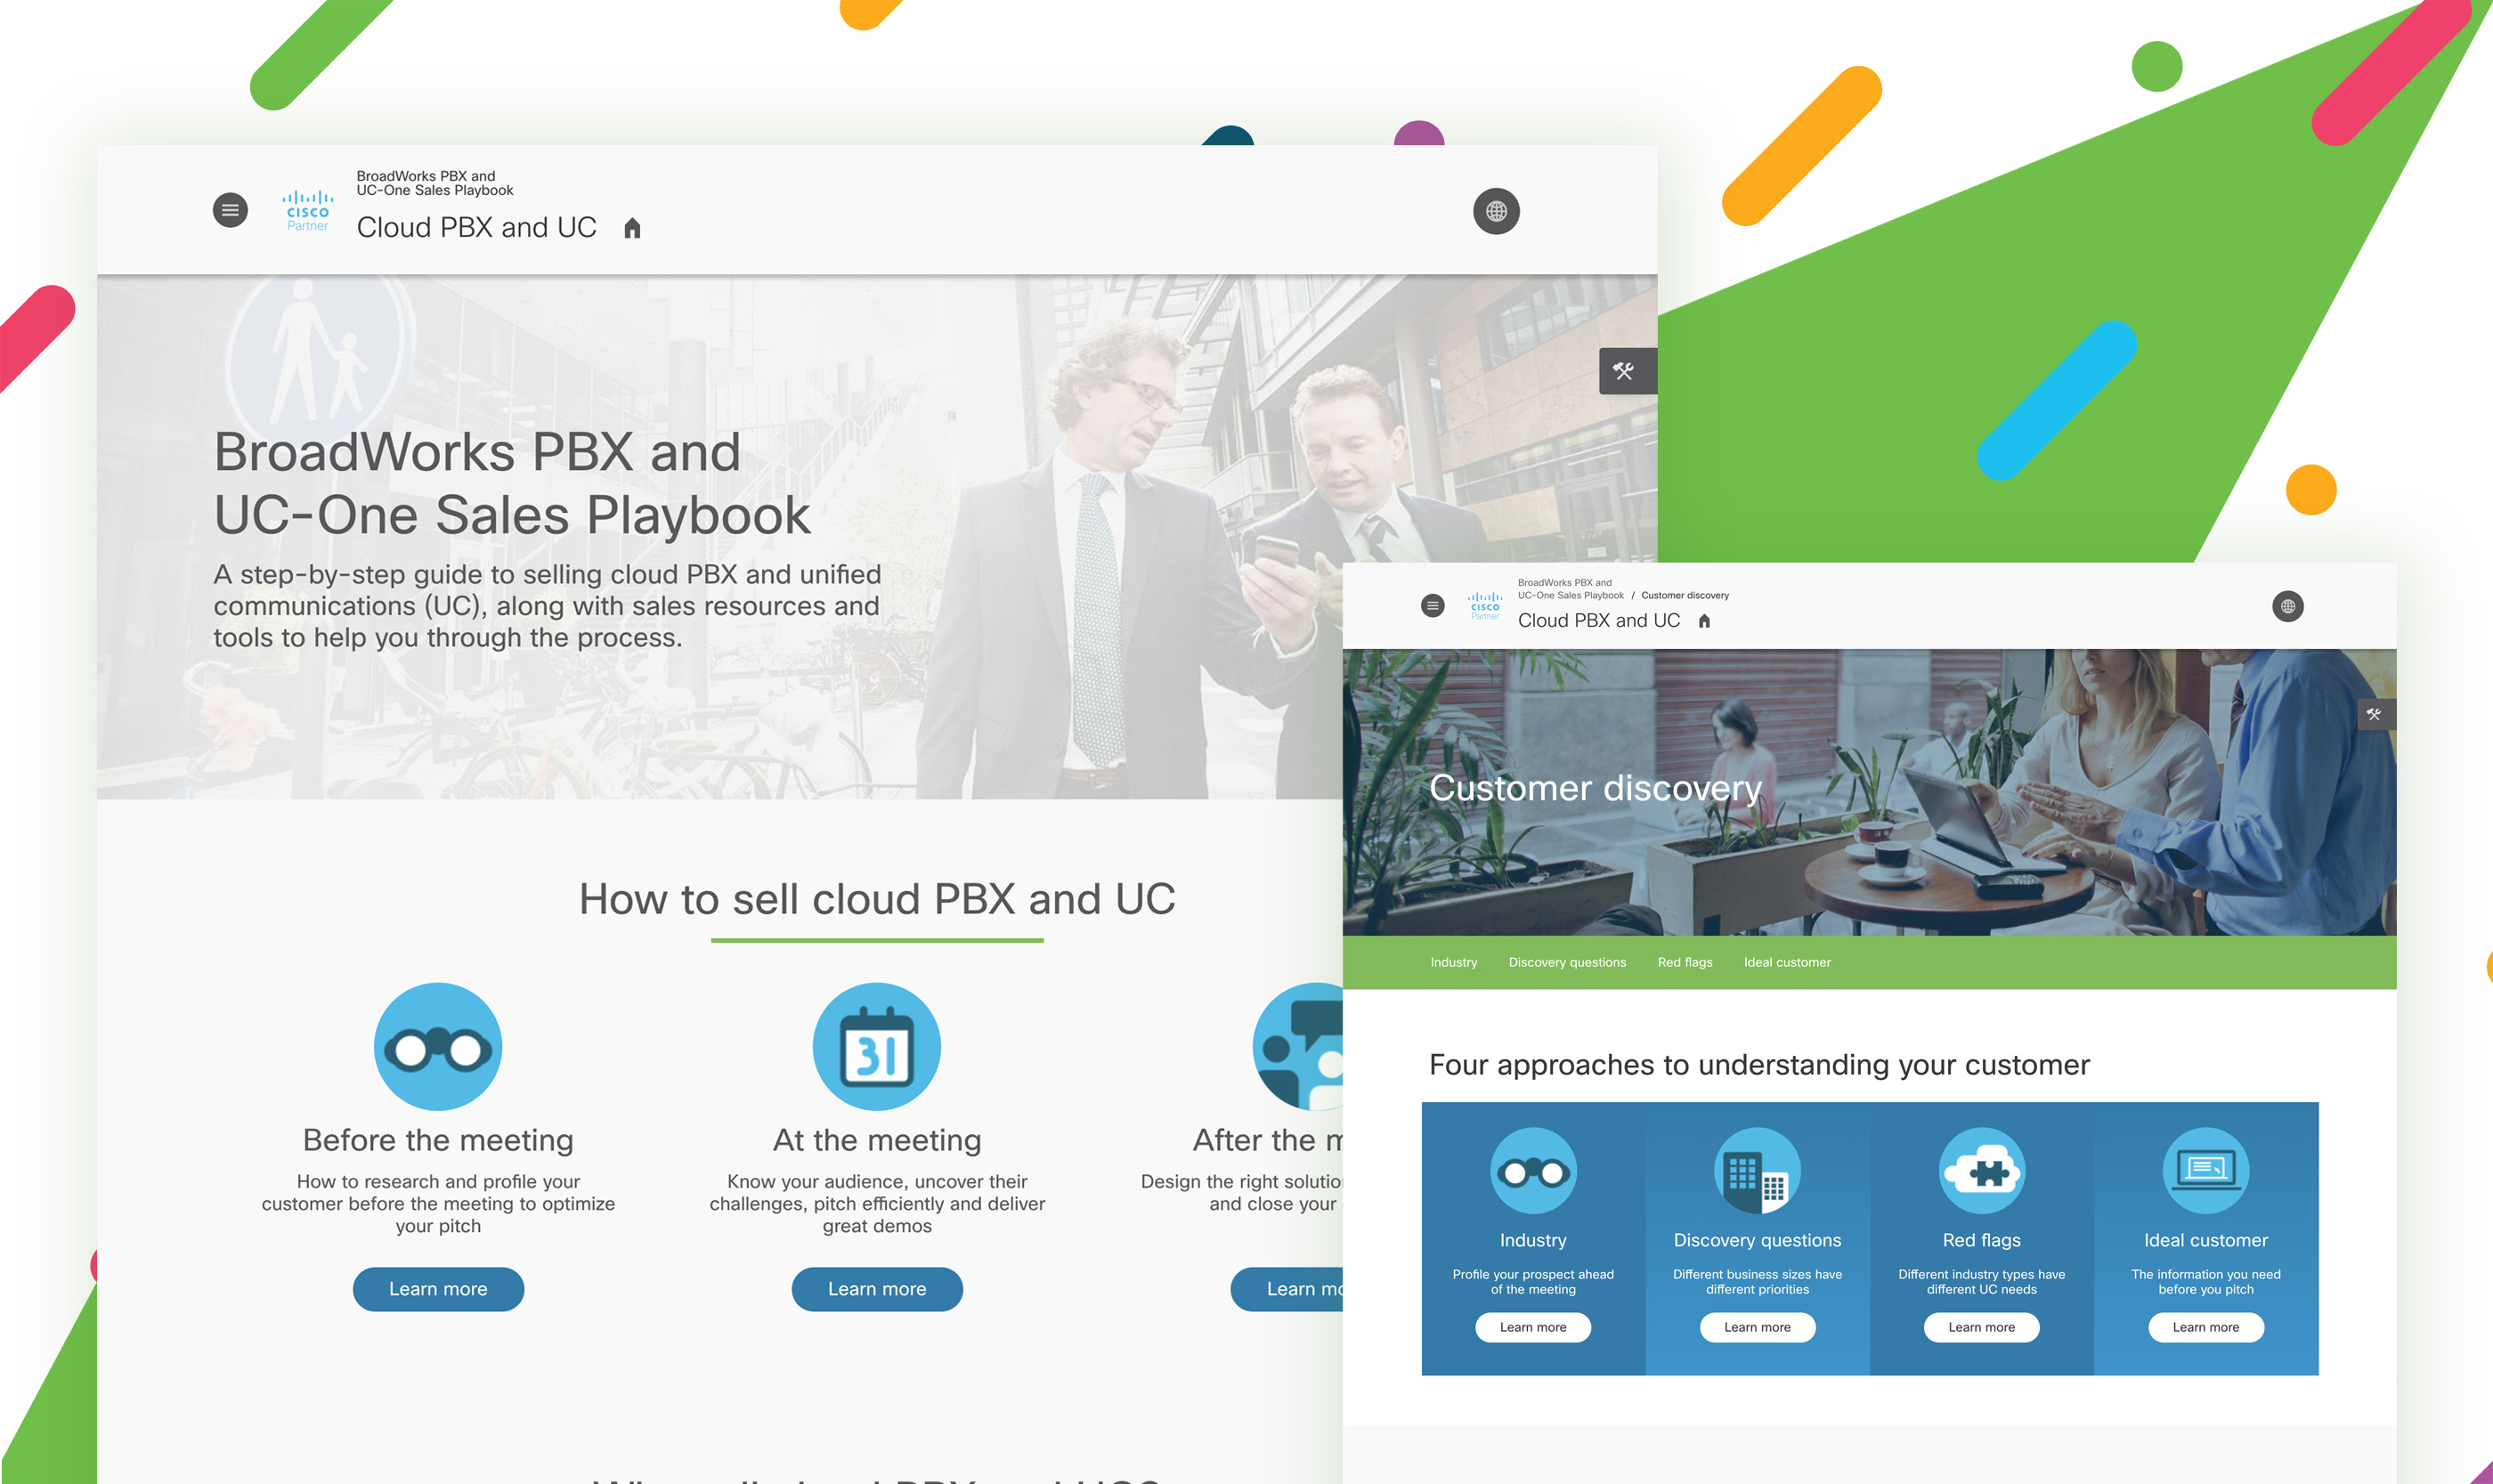 BroadWorks PBX and
UC-One Sales Playbook
CISCO
Partner
Cloud PBX and UC
BroadWorks PBX and
UC-One Sales Playbook
A step-by-step guide to selling cloud PBX and unified
communications (UC), along with sales resources and
tools to help you through the process.
How to sell cloud PBX and UC
31
Before the meeting
How to research and profile your
customer before the meeting to optimize
your pitch
Learn more
At the meeting
Know your audience, uncover their
challenges, pitch efficiently and deliver
great demos
Learn more
After the
Design the right
and close your
Learn
BroadWorks PBX and
UC-One Sales Playbook / Customer discovery
CISCO
Partner
Cloud PBX and UC
Customer discovery
Industry Discovery questions Red flags Ideal customer
Four approaches to understanding your customer
Industry
Profile your prospect ahead
of the meeting
Learn more
Discovery questions
Different business sizes have
different priorities
Learn more
Red flags
Different industry types have
different UC needs
Learn more
Ideal customer
The information you need
before you pitch
Learn more